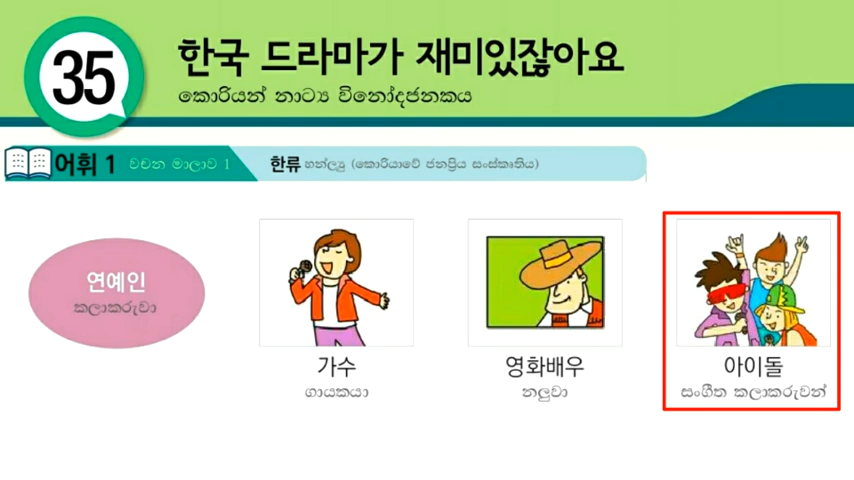 35
한국 드라마가 재미있잖아요
කොරියන් නාට්‍ය විනෝදජනකය
어휘 1 වචන මාලාව 1
한류 හන්ල්‍යු (කොරියාවේ ජනප්‍රිය සංස්කෘතිය)
연예인
කලාකරුවා
가수
ගායකයා
영화배우
නලුවා
아이돌
සංගීත කලාකරුවන්